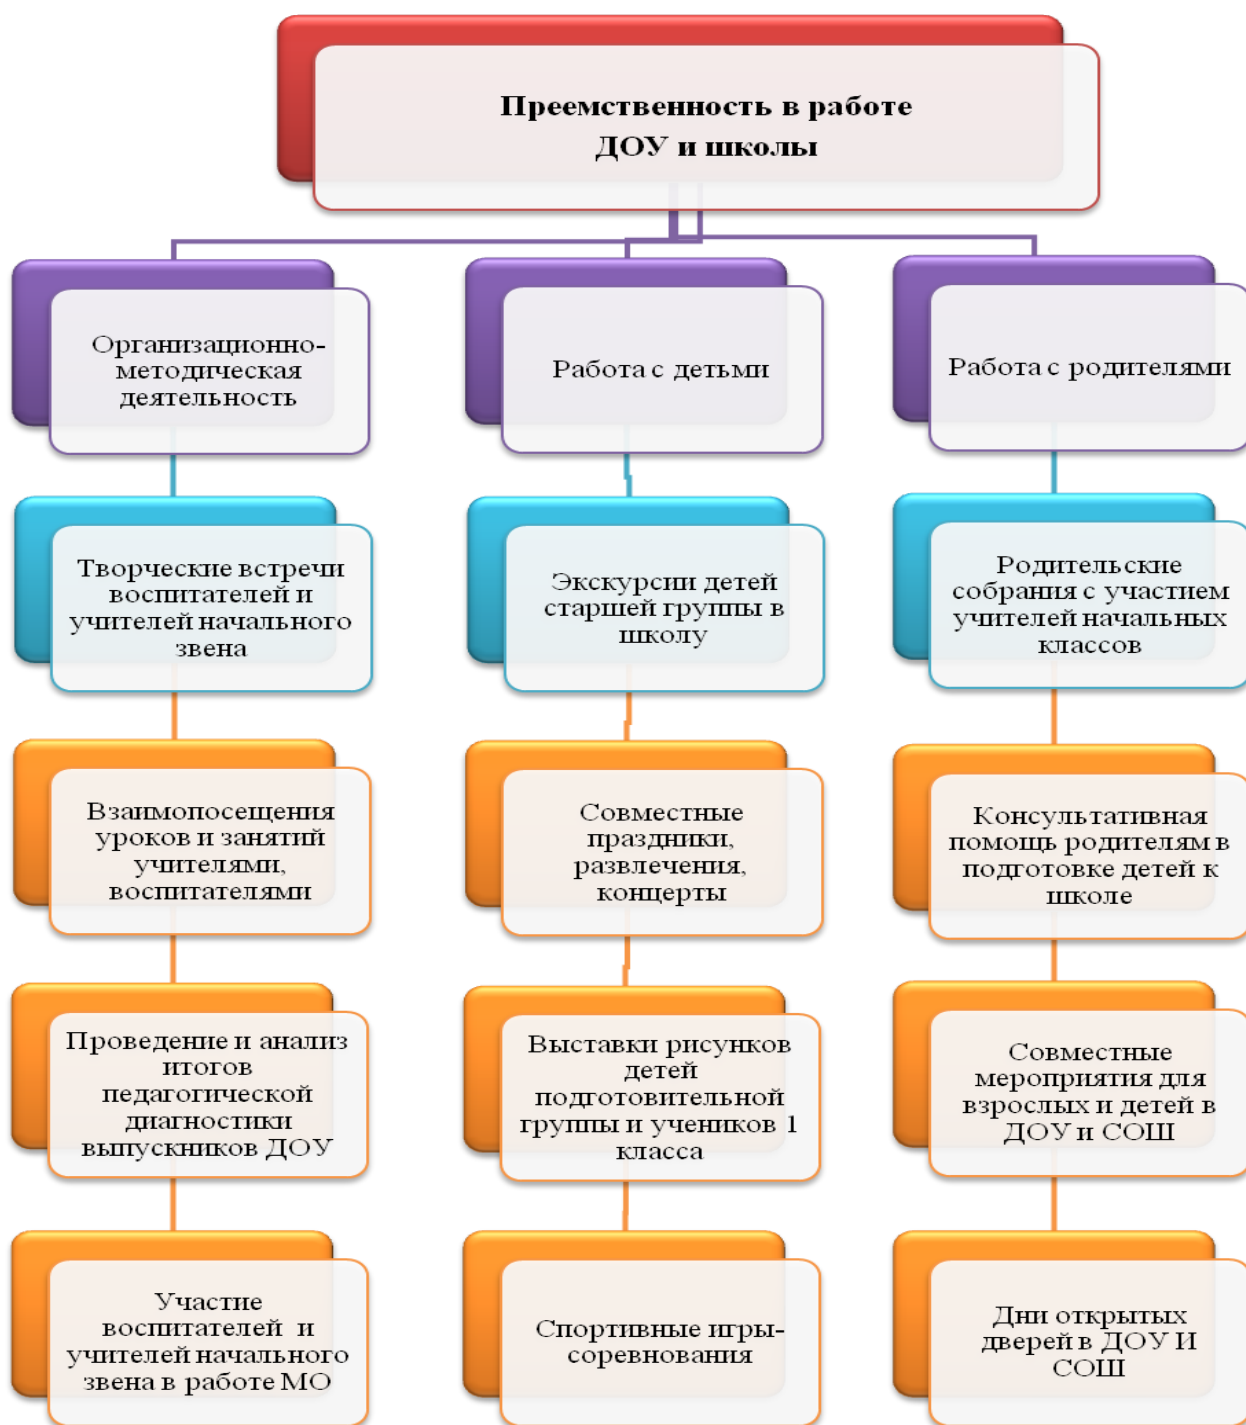 Преемственность в работе
ДОУ и школы
Организационно-
методическая
деятельность
Работа с детьми
Работа с родителями
Творческие встречи
воспитателей и
учителей начального
звена
Экскурсии детей
старшей группы в
школу
Родительские
собрания с участием
учителей начальных
классов
Взаимопосещения
уроков и занятий
учителями,
воспитателями
Совместные
праздники,
развлечения,
концерты
Консультативная
помощь родителям в
подготовке детей к
школе
Проведение и анализ
итогов
педагогической
диагностики
выпускников ДОУ
Выставки рисунков
детей
подготовительной
группы и учеников 1
класса
Совместные
мероприятия для
взрослых и детей в
ДОУ и СОШ
Участие
воспитателей и
учителей начального
звена в работе МО
Спортивные игры-
соревнования
Дни открытых
дверей в ДОУ И
СОШ